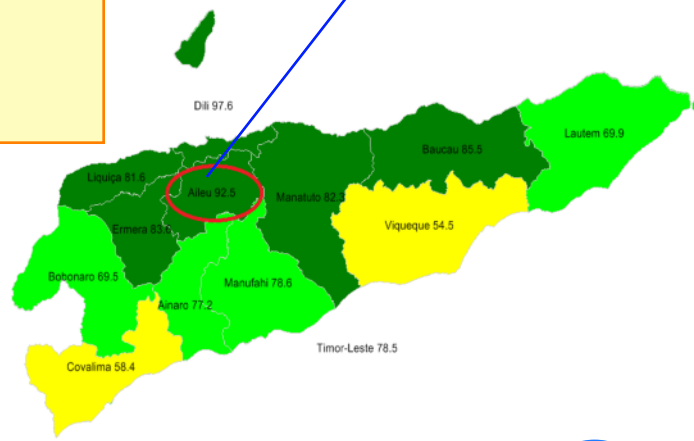 Dili 97.6
Lautem 69.9
Baucau 85.5
Liquiça 81.6
Aileu 92.5
Manatuto 82.3
Viqueque 54.5
Ermera 83.6
Bobonaro 69.5
Manufahi 78.6
Ainaro 77.2
Timor-Leste 78.5
Covalima 58.4